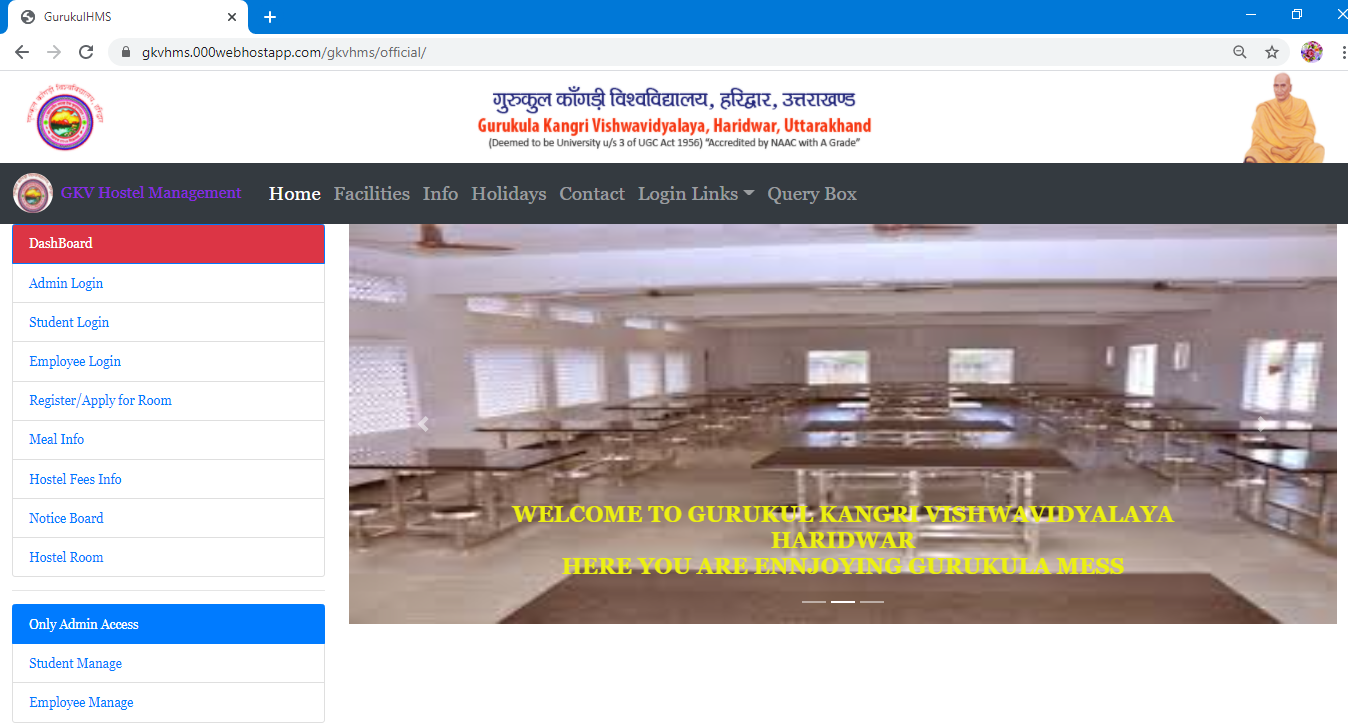 GurukulHMS
gkvhms.000webhostapp.com/gkvhms/official/
गुरुकुल काँगड़ी विश्वविद्यालय, हरिद्वार, उत्तराखण्ड
Gurukula Kangri Vishwavidyalaya, Haridwar, Uttarakhand
(Deemed to be University u/s 3 of UGC Act 1956) "Accredited by NAAC with A Grade"
GKV Hostel Management
Home Facilities Info Holidays Contact Login Links Query Box
DashBoard
Admin Login
Student Login
Employee Login
Register/Apply for Room
Meal Info
Hostel Fees Info
Notice Board
Hostel Room
Only Admin Access
Student Manage
Employee Manage
WELCOME TO GURUKUL KANGRI VISHWAVIDYALAYA
HARIDWAR
HERE YOU ARE ENNJOYING GURUKULA MESS